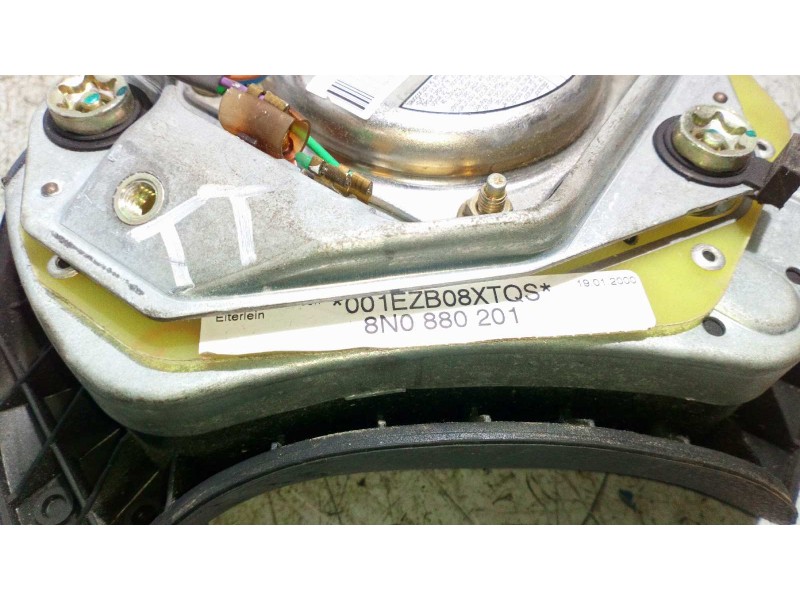 TT
*001EZB08XTQS*
19.01.2000
Elterlein
8N0 880 201